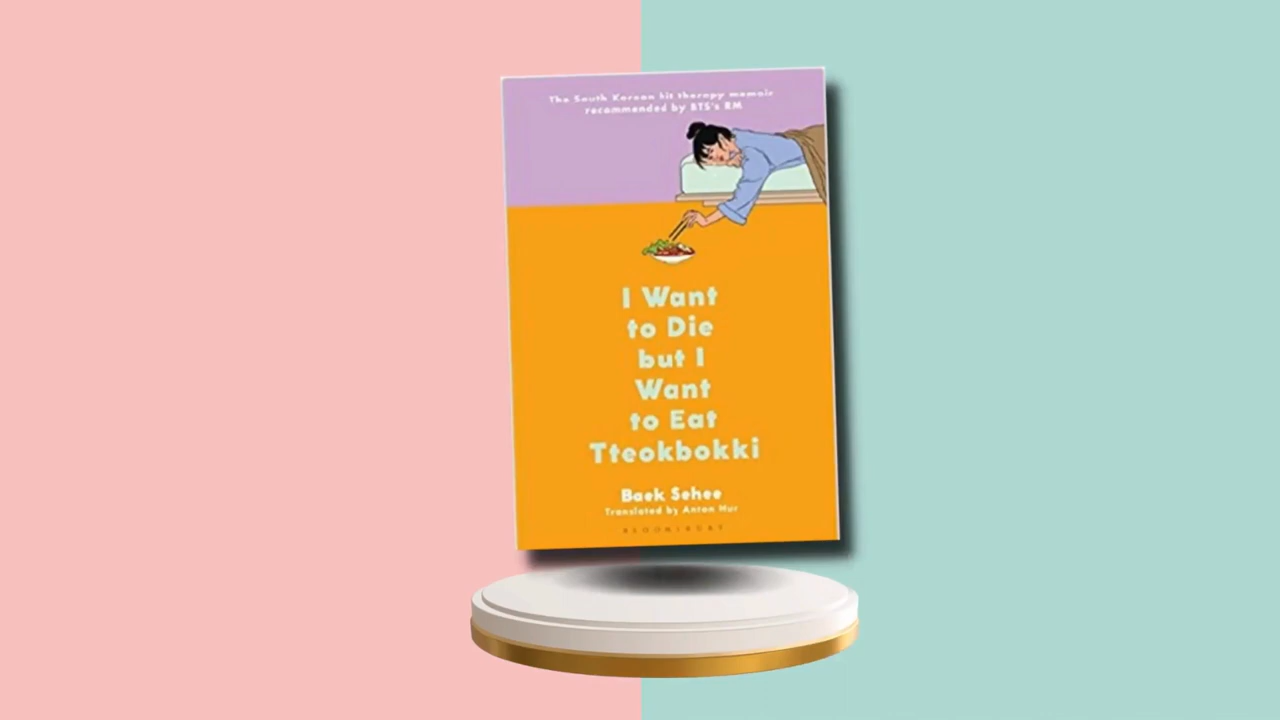 The South Korean hit therapy memoir
recommended by BTS's RM
I Want
to Die
but I
Want
to Eat
Tteokbokki
Baek Sehee
Translated by Anton Hur
BLOOMSBURY